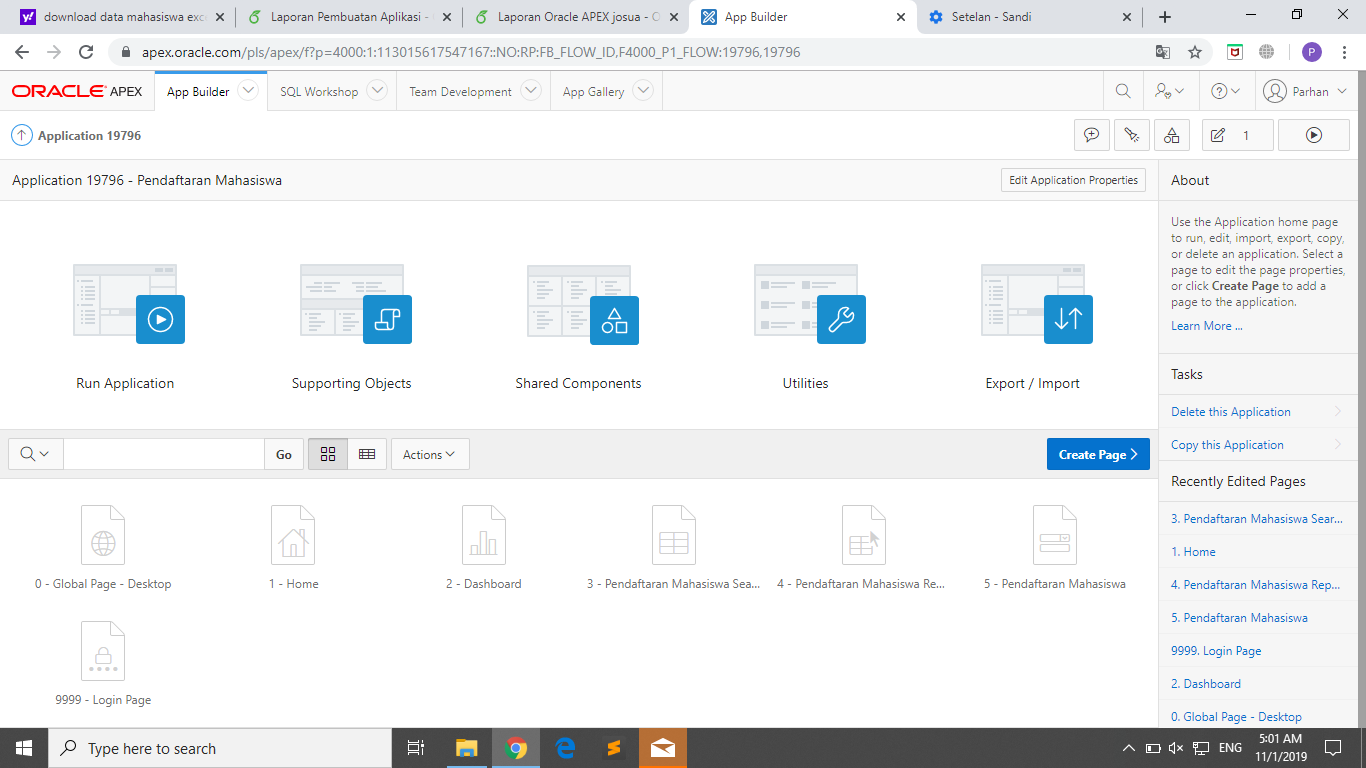 download data mahasiswa exc
Laporan Pembuatan Aplikasi -
Laporan Oracle APEX josua - O
App Builder
Setelan - Sandi
apex.oracle.com/pls/apex/f?p=4000:1:113015617547167::NO:RP:FB_FLOW_ID,F4000_P1_FLOW:19796,19796
P
ORACLE APEX
App Builder
SQL Workshop
Team Development
App Gallery
Parhan
Application 19796
1
Application 19796 - Pendaftaran Mahasiswa
Edit Application Properties
About
Use the Application home page
to run, edit, import, export, copy,
or delete an application. Select a
page to edit the page properties,
or click Create Page to add a
page to the application.
Learn More ...
Run Application
Supporting Objects
Shared Components
Utilities
Export / Import
Tasks
Delete this Application
Copy this Application
Go
Actions
Create Page
Recently Edited Pages
3. Pendaftaran Mahasiswa Sear...
1. Home
4. Pendaftaran Mahasiswa Rep...
5. Pendaftaran Mahasiswa
9999. Login Page
2. Dashboard
0. Global Page - Desktop
0 - Global Page - Desktop
1 - Home
2 - Dashboard
3 - Pendaftaran Mahasiswa Sea...
4 - Pendaftaran Mahasiswa Re...
5 - Pendaftaran Mahasiswa
9999 - Login Page
Type here to search
ENG
5:01 AM
11/1/2019